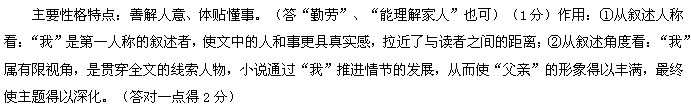 主要性格特点：善解人意、体贴懂事。（答“勤劳”、“能理解家人”也可）（1分）作用：①从叙述人称
看：“我”是第一人称的叙述者，使文中的人和事更具真实感，拉近了与读者之间的距离；②从叙述角度看：“我”
属有限视角，是贯穿全文的线索人物，小说通过“我”推进情节的发展，从而使“父亲”的形象得以丰满，最终
使主题得以深化。（答对一点得2分）